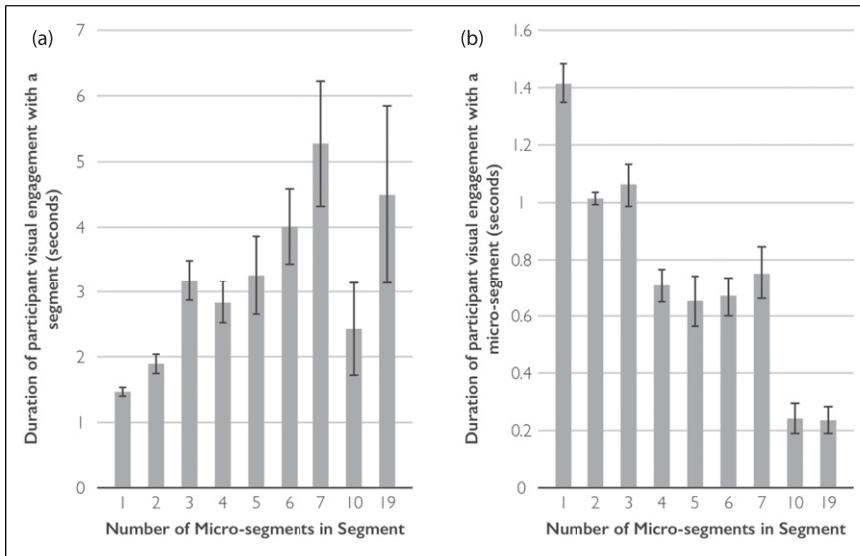 (a)
Duration of participant visual engagement with a
segment (seconds)
7
6
5
4
3
2
1
0
1 2 3 4 5 6 7 10 19
Number of Micro-segments in Segment
(b)
Duration of participant visual engagement with a
micro-segment (seconds)
1.6
1.4
1.2
1
0.8
0.6
0.4
0.2
0
1 2 3 4 5 6 7 10 19
Number of Micro-segments in Segment